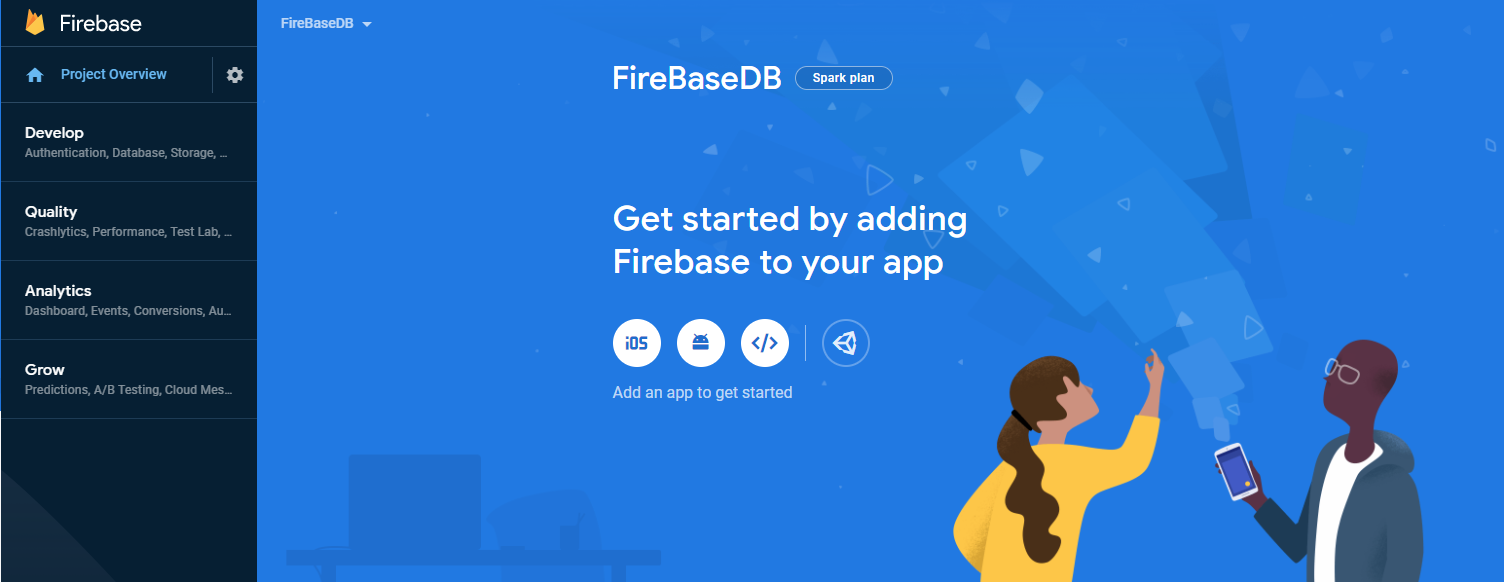 Firebase
Project Overview
Develop
Authentication, Database, Storage, ...
Quality
Crashlytics, Performance, Test Lab, ...
Analytics
Dashboard, Events, Conversions, Au...
Grow
Predictions, A/B Testing, Cloud Mes...
FireBaseDB
FireBaseDB Spark plan
Get started by adding
Firebase to your app
iOS </>
Add an app to get started